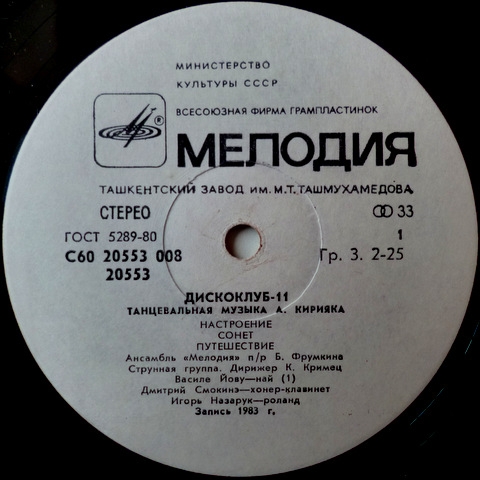 МИНИСТЕРСТВО
КУЛЬТУРЫ СССР
ВСЕСОЮЗНАЯ ФИРМА ГРАМПЛАСТИНОК
® МЕЛОДИЯ
ТАШКЕНТСКИЙ ЗАВОД ИМ. М.Т. ТАШМУХАМЕДОВА
СТЕРЕО 33
ГОСТ 5289-80 1
С60 20553 008 Гр. 3. 2-25
20553
ДИСКОКЛУБ-11
ТАНЦЕВАЛЬНАЯ МУЗЫКА А. КИРИЯКА
НАСТРОЕНИЕ
СОНЕТ
ПУТЕШЕСТВИЕ
Ансамбль «Мелодия» п/р Б. Фрумкина
Струнная группа. Дирижер К. Кримец
Василе Йову—най (1)
Дмитрий Смокинэ—хонер-клавинет
Игорь Назарук—роланд
Запись 1983 г.